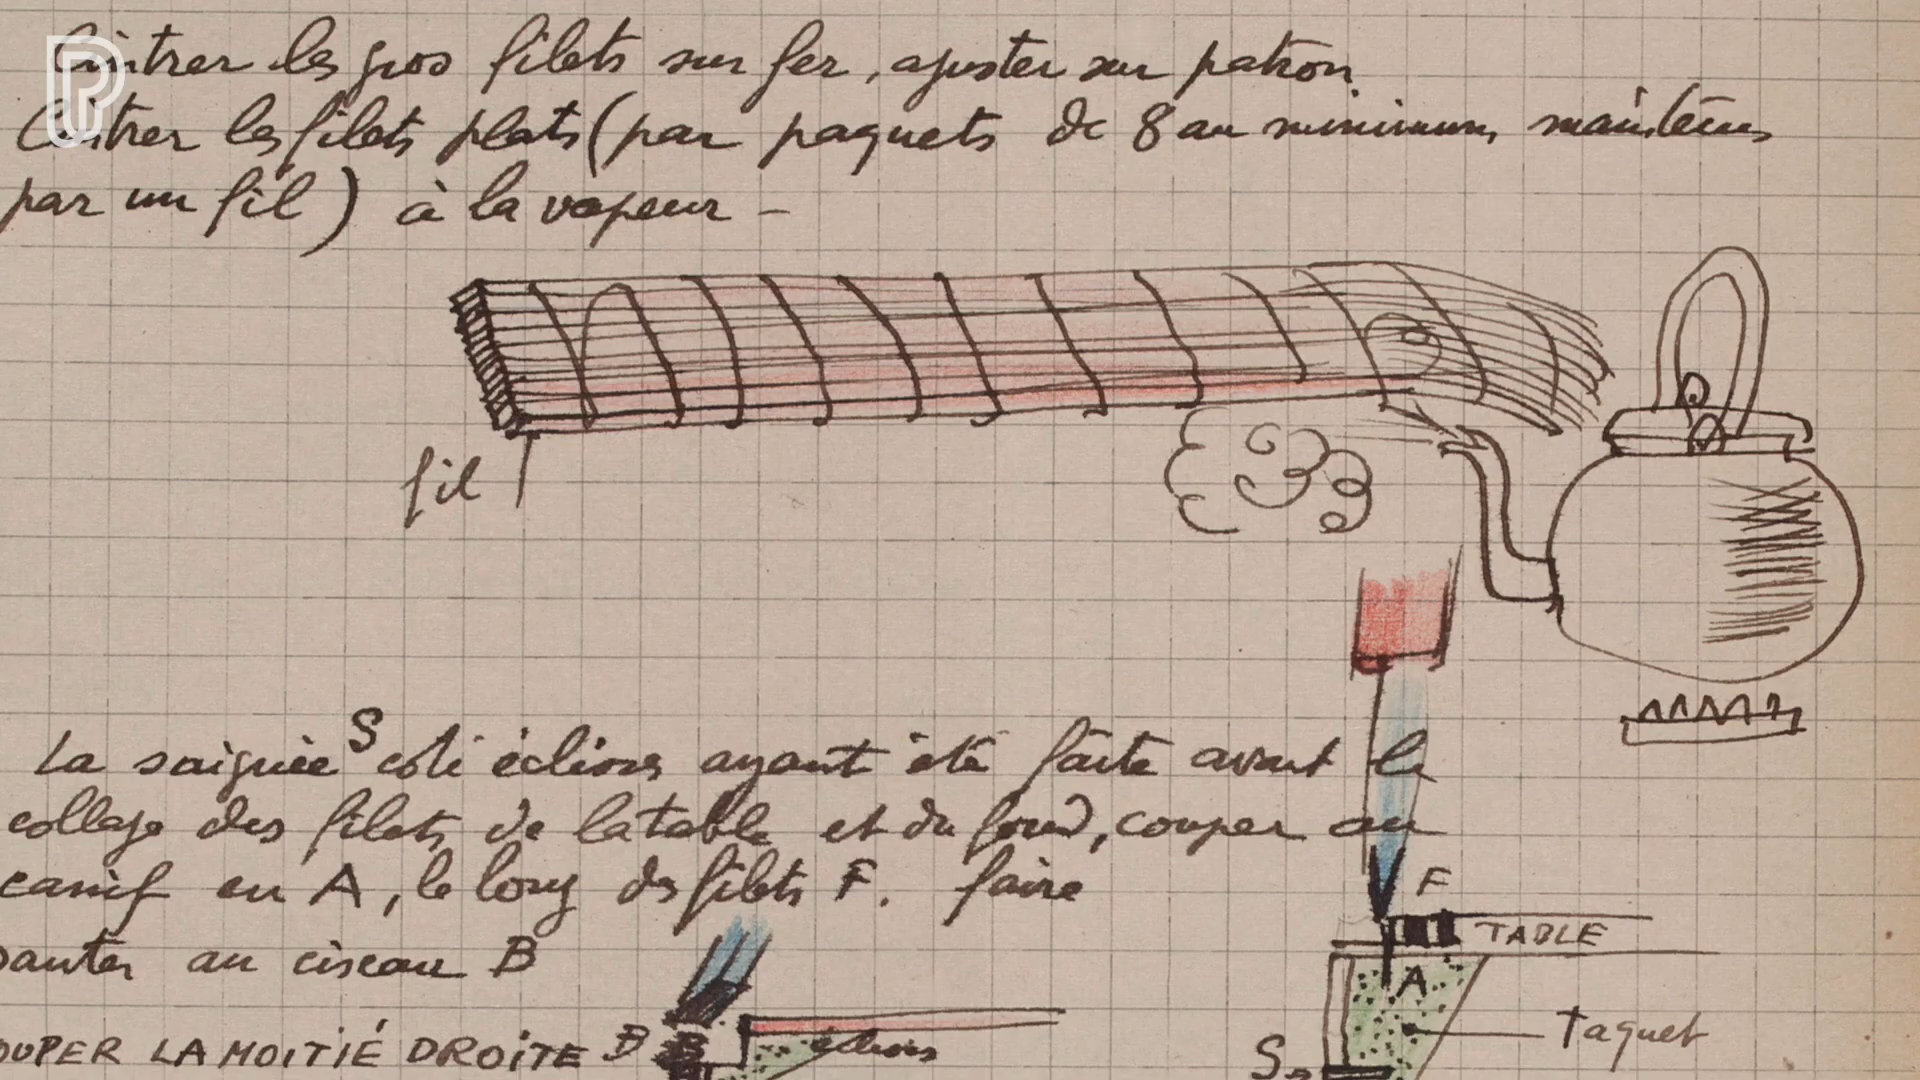 Cintrer les gros filets sur fer, ajuster sur patron.
Cintrer les filets plats (par paquets de 8 au minimum, maintenus
par un fil) à la vapeur -
fil
La saignée S coté éclisses ayant été faite avant le
collage des filets de la table et du fond, couper au
canif en A, le long des filets F. faire
sauter au ciseau B
F
TABLE
A
OUPER LA MOITIÉ DROITE B
B
éclisses
Taquet
S